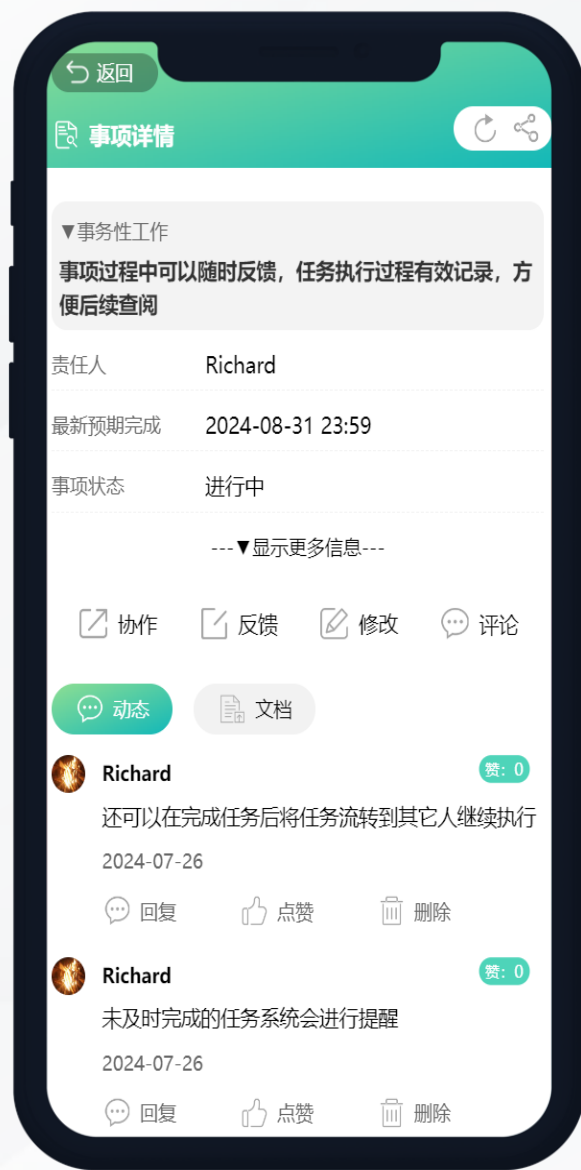 返回
事项详情
▼事务性工作
事项过程中可以随时反馈，任务执行过程有效记录，方
便后续查阅
责任人 Richard
最新预期完成 2024-08-31 23:59
事项状态 进行中
---▼显示更多信息---
协作 反馈 修改 评论
动态 文档
Richard 赞：0
还可以在完成任务后将任务流转到其它人继续执行
2024-07-26
回复 点赞 删除
Richard 赞：0
未及时完成的任务系统会进行提醒
2024-07-26
回复 点赞 删除